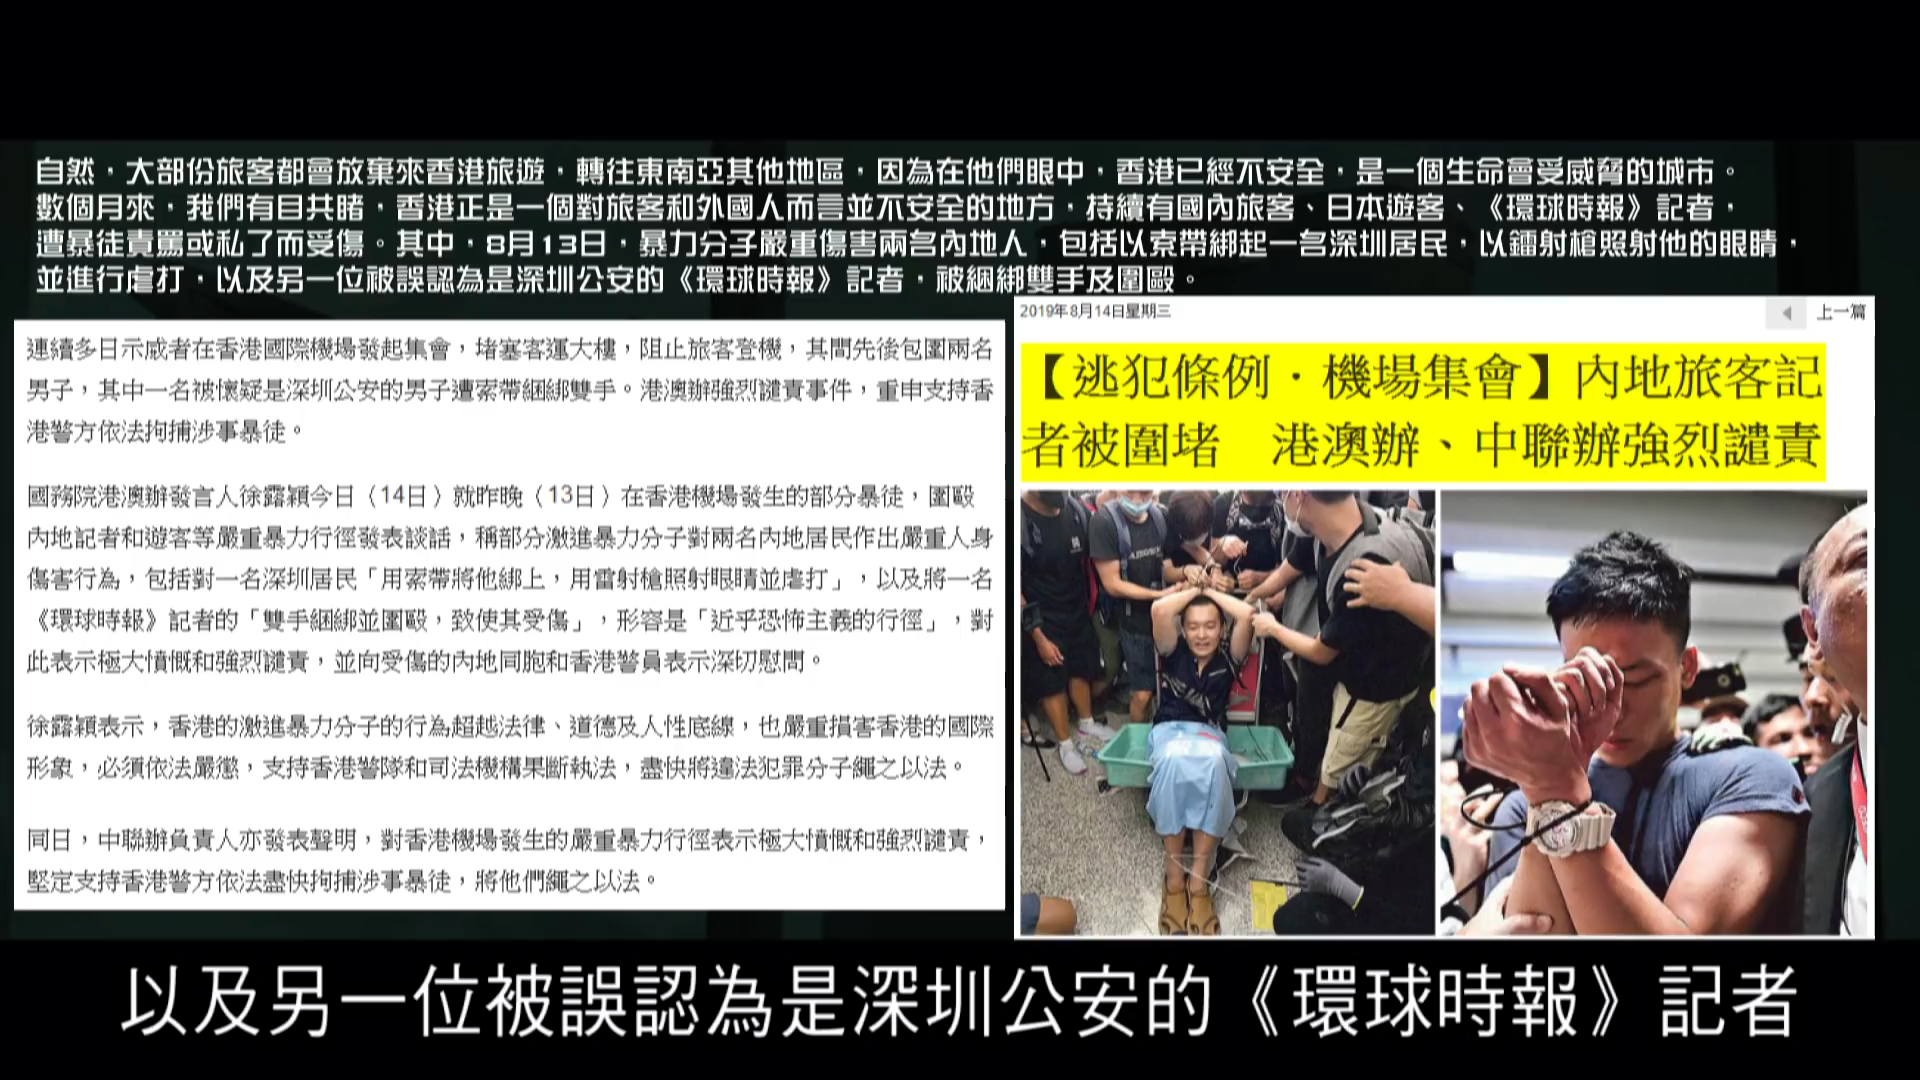 自然，大部份旅客都會放棄來香港旅遊，轉往東南亞其他地區，因為在他們眼中，香港已經不安全，是一個生命會受威脅的城市。
數個月來，我們有目共睹，香港正是一個對旅客和外國人而言並不安全的地方，持續有國內旅客、日本遊客、《環球時報》記者，
遭暴徒責罵或私了而受傷。其中，8月13日，暴力分子嚴重傷害兩名內地人，包括以索帶綁起一名深圳居民，以鐳射槍照射他的眼睛，
並進行虐打，以及另一位被誤認為是深圳公安的《環球時報》記者，被綑綁雙手及圍毆。
連續多日示威者在香港國際機場發起集會，堵塞客運大樓，阻止旅客登機，其間先後包圍兩名
男子，其中一名被懷疑是深圳公安的男子遭索帶綑綁雙手。港澳辦強烈譴責事件，重申支持香
港警方依法拘捕涉事暴徒。
國務院港澳辦發言人徐露穎今日（14日）就昨晚（13日）在香港機場發生的部分暴徒，圍毆
內地記者和遊客等嚴重暴力行徑發表談話，稱部分激進暴力分子對兩名內地居民作出嚴重人身
傷害行為，包括對一名深圳居民「用索帶將他綁上，用雷射槍照射眼睛並虐打」，以及將一名
《環球時報》記者的「雙手綑綁並圍毆，致使其受傷」，形容是「近乎恐怖主義的行徑」，對
此表示極大憤慨和強烈譴責，並向受傷的內地同胞和香港警員表示深切慰問。
徐露穎表示，香港的激進暴力分子的行為超越法律、道德及人性底線，也嚴重損害香港的國際
形象，必須依法嚴懲，支持香港警隊和司法機構果斷執法，盡快將違法犯罪分子繩之以法。
同日，中聯辦負責人亦發表聲明，對香港機場發生的嚴重暴力行徑表示極大憤慨和強烈譴責，
堅定支持香港警方依法盡快拘捕涉事暴徒，將他們繩之以法。
2019年8月14日星期三
上一篇
【逃犯條例．機場集會】內地旅客記
者被圍堵　港澳辦、中聯辦強烈譴責
以及另一位被誤認為是深圳公安的《環球時報》記者